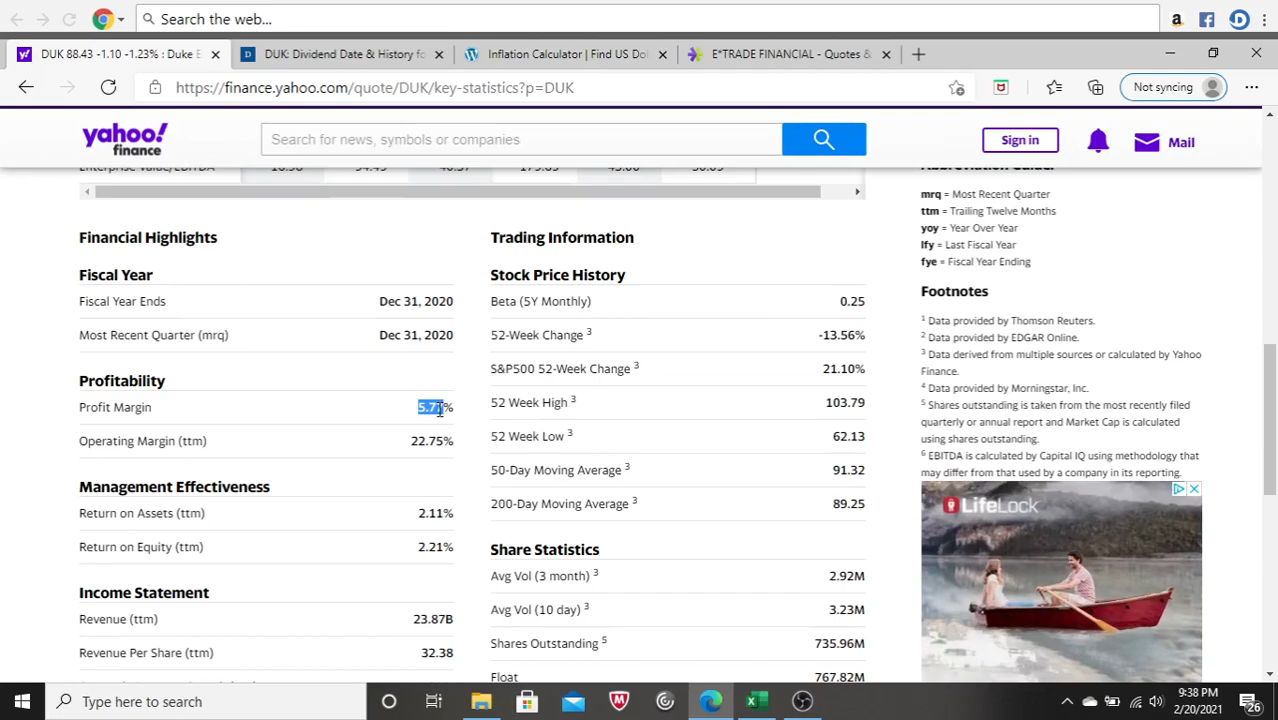 Search the web...
DUK 88.43 -1.10 -1.23% : Duke E
DUK: Dividend Date & History fo
Inflation Calculator | Find US Do
E*TRADE FINANCIAL - Quotes &
https://finance.yahoo.com/quote/DUK/key-statistics?p=DUK
Not syncing
yahoo!
finance
Search for news, symbols or companies
Sign in
Mail
Financial Highlights
Fiscal Year
Fiscal Year Ends Dec 31, 2020
Most Recent Quarter (mrq) Dec 31, 2020
Profitability
Profit Margin 5.71%
Operating Margin (ttm) 22.75%
Management Effectiveness
Return on Assets (ttm) 2.11%
Return on Equity (ttm) 2.21%
Income Statement
Revenue (ttm) 23.87B
Revenue Per Share (ttm) 32.38
Trading Information
Stock Price History
Beta (5Y Monthly) 0.25
52-Week Change 3 -13.56%
S&P500 52-Week Change 3 21.10%
52 Week High 3 103.79
52 Week Low 3 62.13
50-Day Moving Average 3 91.32
200-Day Moving Average 3 89.25
Share Statistics
Avg Vol (3 month) 3 2.92M
Avg Vol (10 day) 3 3.23M
Shares Outstanding 5 735.96M
Float 767.82M
mrq = Most Recent Quarter
ttm = Trailing Twelve Months
yoy = Year Over Year
lfy = Last Fiscal Year
fye = Fiscal Year Ending
Footnotes
1 Data provided by Thomson Reuters.
2 Data provided by EDGAR Online.
3 Data derived from multiple sources or calculated by Yahoo
Finance.
4 Data provided by Morningstar, Inc.
5 Shares outstanding is taken from the most recently filed
quarterly or annual report and Market Cap is calculated
using shares outstanding.
6 EBITDA is calculated by Capital IQ using methodology that
may differ from that used by a company in its reporting.
LifeLock
Type here to search
9:38 PM
2/20/2021
26